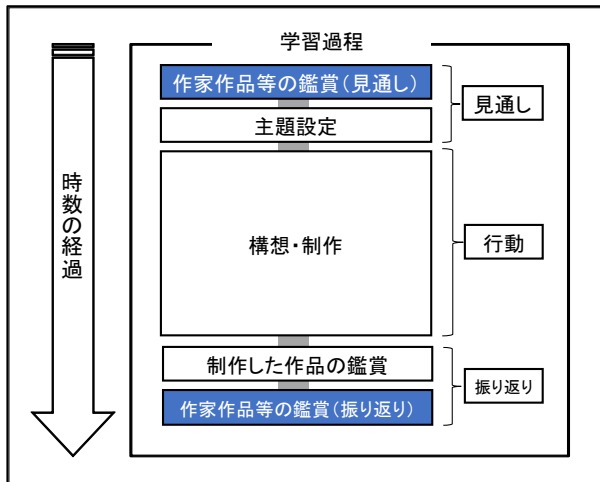 学習過程
作家作品等の鑑賞(見通し)
主題設定
見通し
時数の経過
構想・制作
行動
制作した作品の鑑賞
作家作品等の鑑賞(振り返り)
振り返り